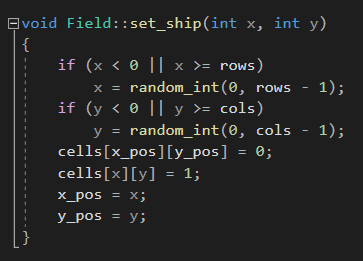 void Field::set_ship(int x, int y)
{
    if (x < 0 || x >= rows)
        x = random_int(0, rows - 1);
    if (y < 0 || y >= cols)
        y = random_int(0, cols - 1);
    cells[x_pos][y_pos] = 0;
    cells[x][y] = 1;
    x_pos = x;
    y_pos = y;
}